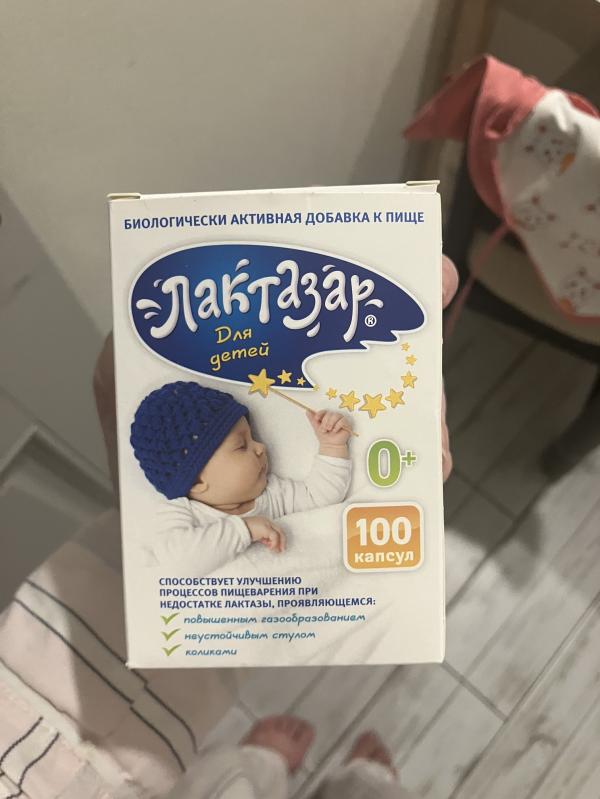 БИОЛОГИЧЕСКИ АКТИВНАЯ ДОБАВКА К ПИЩЕ
Лактазар®
Для
детей
0+
100
капсул
СПОСОБСТВУЕТ УЛУЧШЕНИЮ
ПРОЦЕССОВ ПИЩЕВАРЕНИЯ ПРИ
НЕДОСТАТКЕ ЛАКТАЗЫ, ПРОЯВЛЯЮЩЕМСЯ:
повышенным газообразованием
неустойчивым стулом
коликами